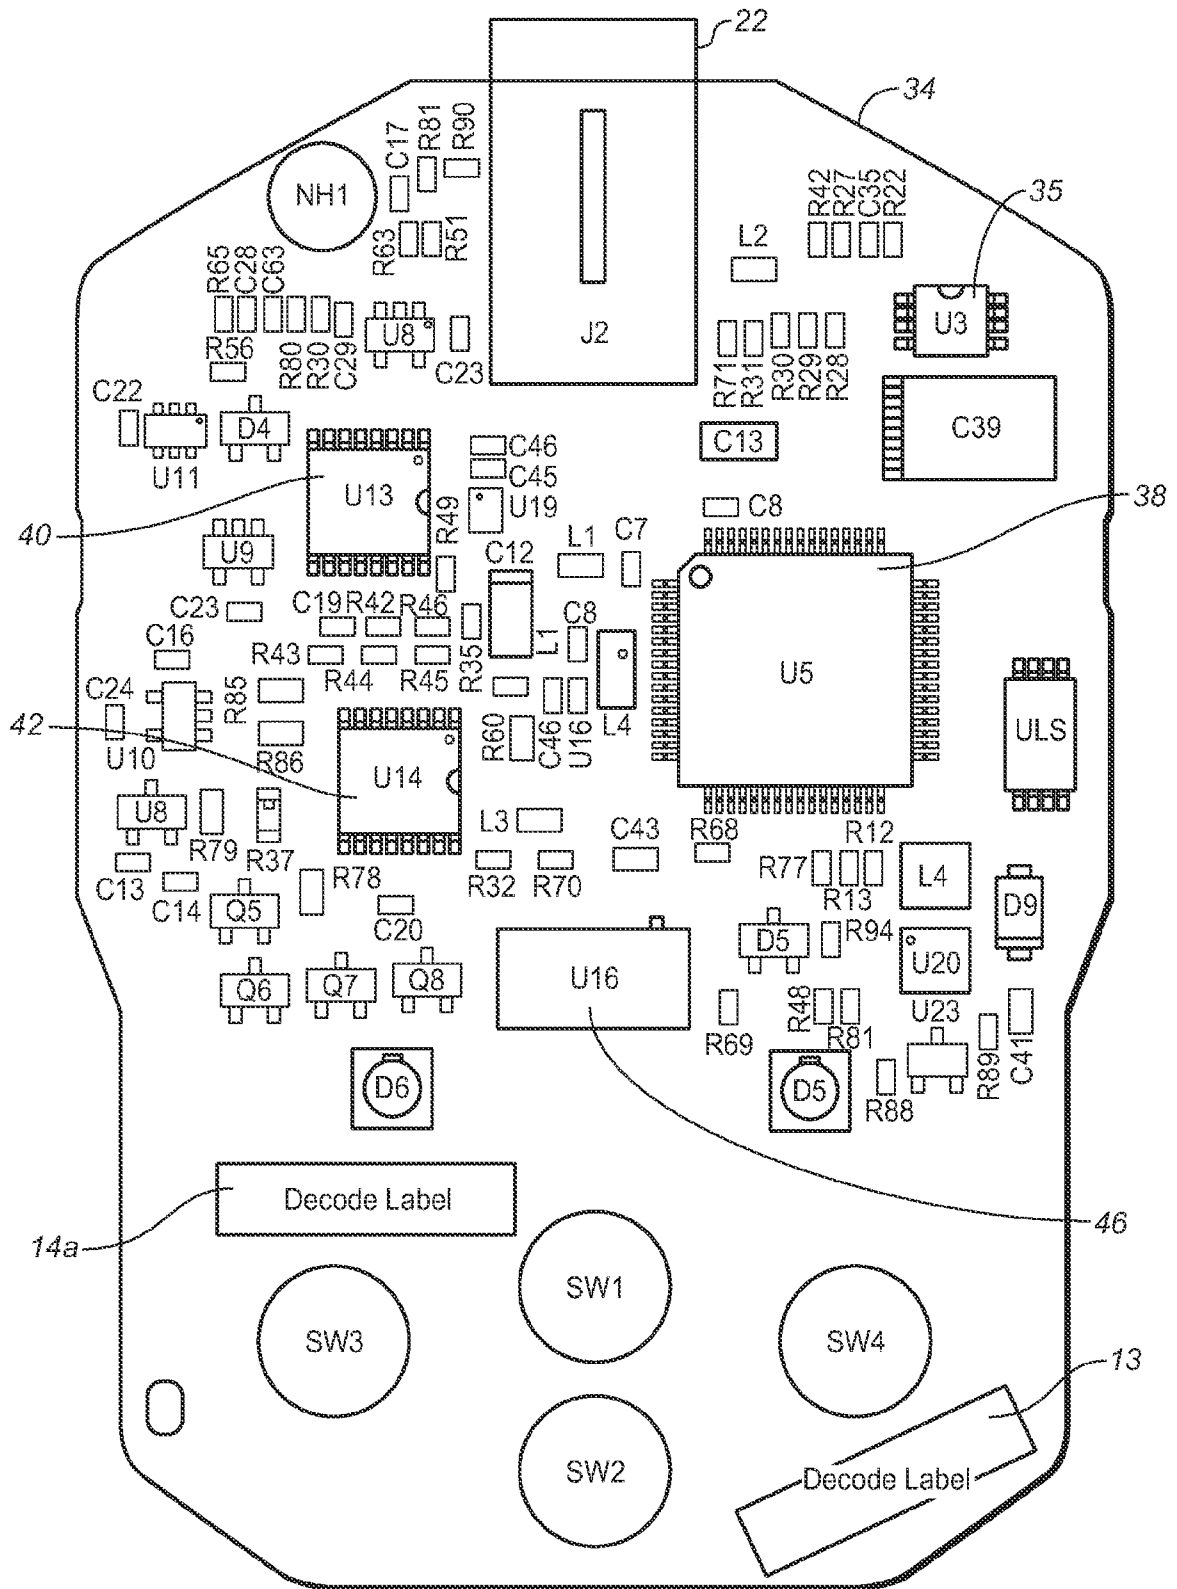 22
34
C17
R81
R90
NH1
R42
R27
C35
R22
35
R63
R51
L2
R65
C28
C63
U8
J2
U3
R56
R80
R30
C29
C23
R71
R31
R30
R29
R28
C22
D4
C13
C39
U11
C46
C45
40
U13
R49
U19
C8
38
U9
C12
L1
C7
C23
C19
R42
R46
C8
C16
R43
R44
R45
R35
L1
U5
C24
R85
42
U10
R86
U14
R60
C46
U16
L4
ULS
U8
R79
R37
L3
C43
R68
R12
C13
C14
R78
R32
R70
R77
R13
L4
D9
Q5
C20
D5
R94
U16
U20
Q6
Q7
Q8
R69
R48
R81
U23
R89
C41
D6
D5
R88
Decode Label
14a
46
SW1
SW3
SW4
13
SW2
Decode Label